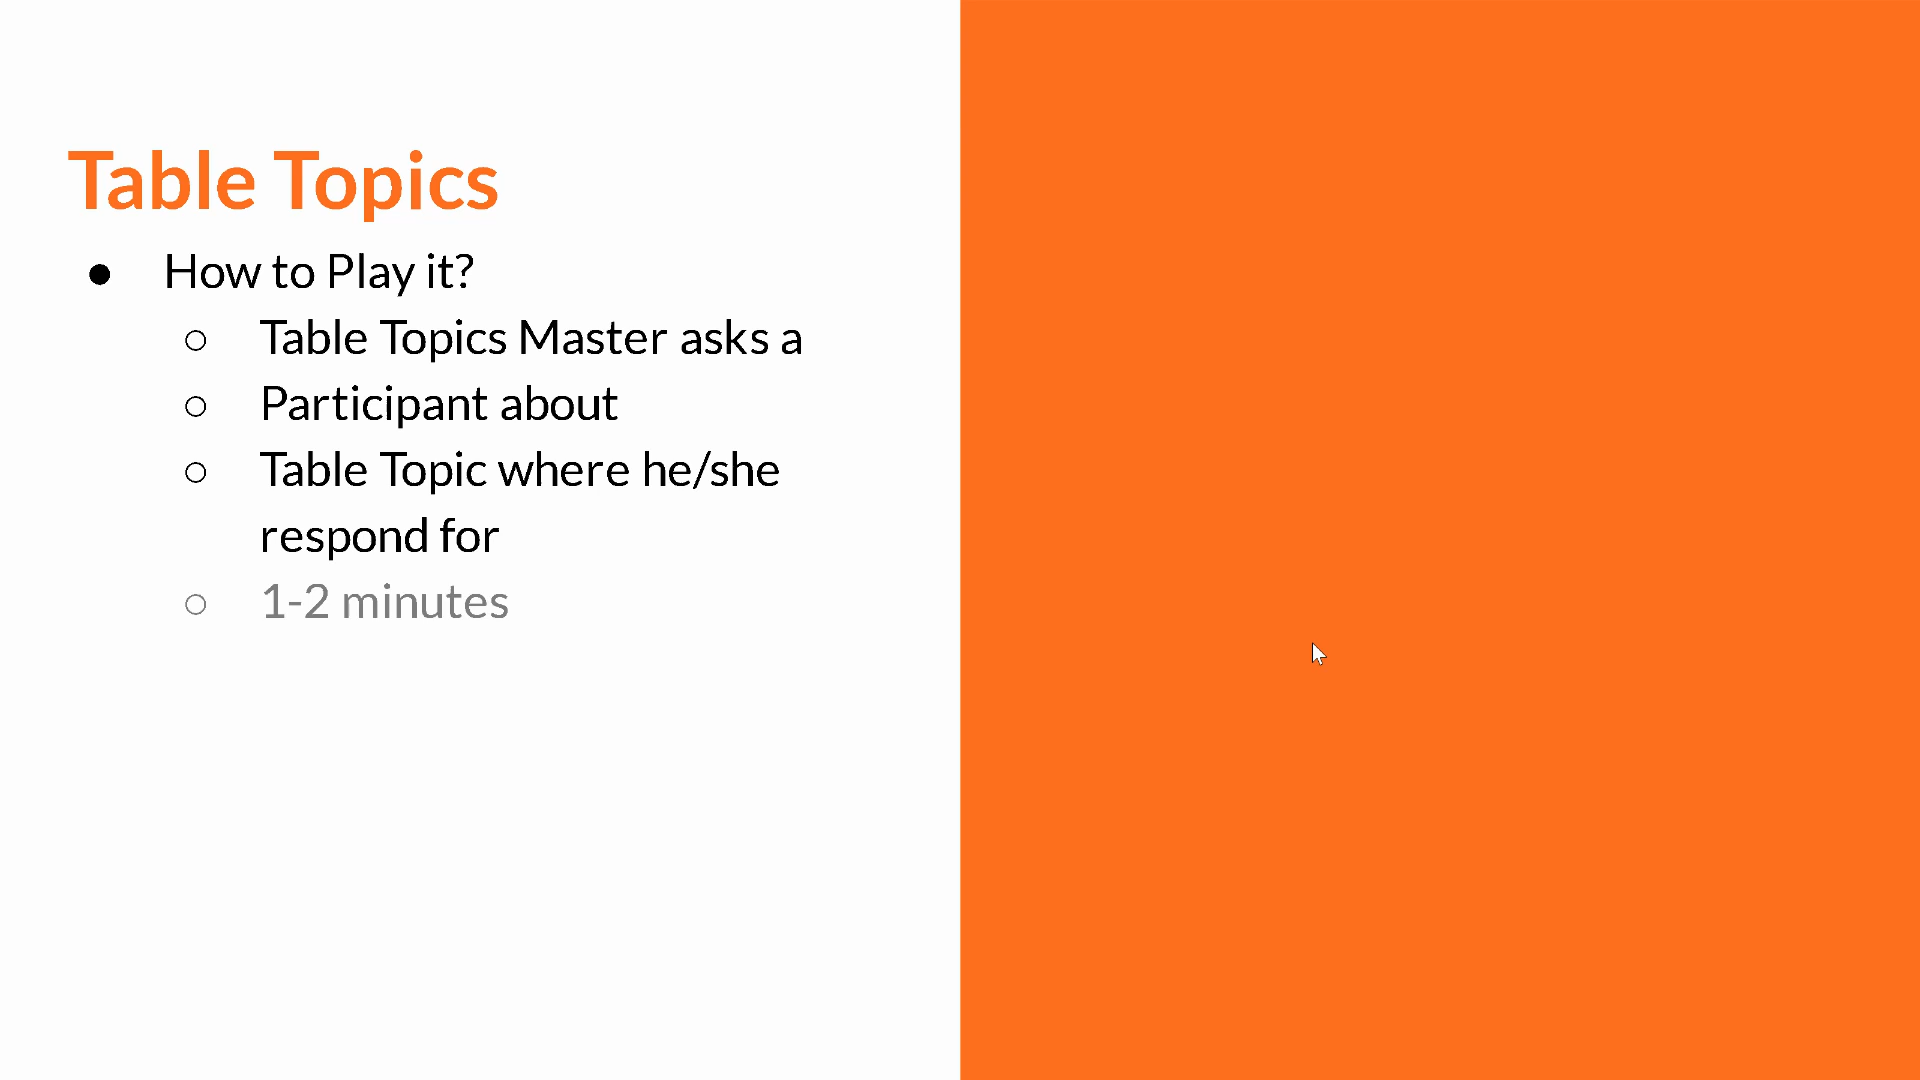 Table Topics
● How to Play it?
○ Table Topics Master asks a
○ Participant about
○ Table Topic where he/she
respond for
○ 1-2 minutes